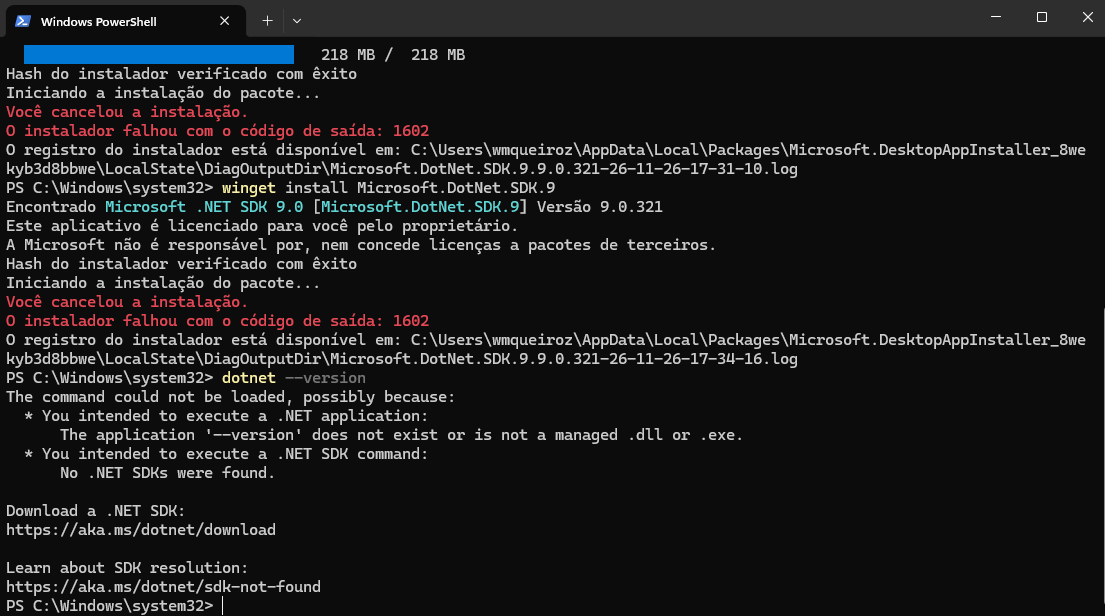 Windows PowerShell
218 MB / 218 MB
Hash do instalador verificado com êxito
Iniciando a instalação do pacote...
Você cancelou a instalação.
O instalador falhou com o código de saída: 1602
O registro do instalador está disponível em: C:\Users\wmqueiroz\AppData\Local\Packages\Microsoft.DesktopAppInstaller_8we
kyb3d8bbwe\LocalState\DiagOutputDir\Microsoft.DotNet.SDK.9.9.0.321-26-11-26-17-31-10.log
PS C:\Windows\system32> winget install Microsoft.DotNet.SDK.9
Encontrado Microsoft .NET SDK 9.0 [Microsoft.DotNet.SDK.9] Versão 9.0.321
Este aplicativo é licenciado para você pelo proprietário.
A Microsoft não é responsável por, nem concede licenças a pacotes de terceiros.
Hash do instalador verificado com êxito
Iniciando a instalação do pacote...
Você cancelou a instalação.
O instalador falhou com o código de saída: 1602
O registro do instalador está disponível em: C:\Users\wmqueiroz\AppData\Local\Packages\Microsoft.DesktopAppInstaller_8we
kyb3d8bbwe\LocalState\DiagOutputDir\Microsoft.DotNet.SDK.9.9.0.321-26-11-26-17-34-16.log
PS C:\Windows\system32> dotnet --version
The command could not be loaded, possibly because:
  * You intended to execute a .NET application:
      The application '--version' does not exist or is not a managed .dll or .exe.
  * You intended to execute a .NET SDK command:
      No .NET SDKs were found.

Download a .NET SDK:
https://aka.ms/dotnet/download

Learn about SDK resolution:
https://aka.ms/dotnet/sdk-not-found
PS C:\Windows\system32>